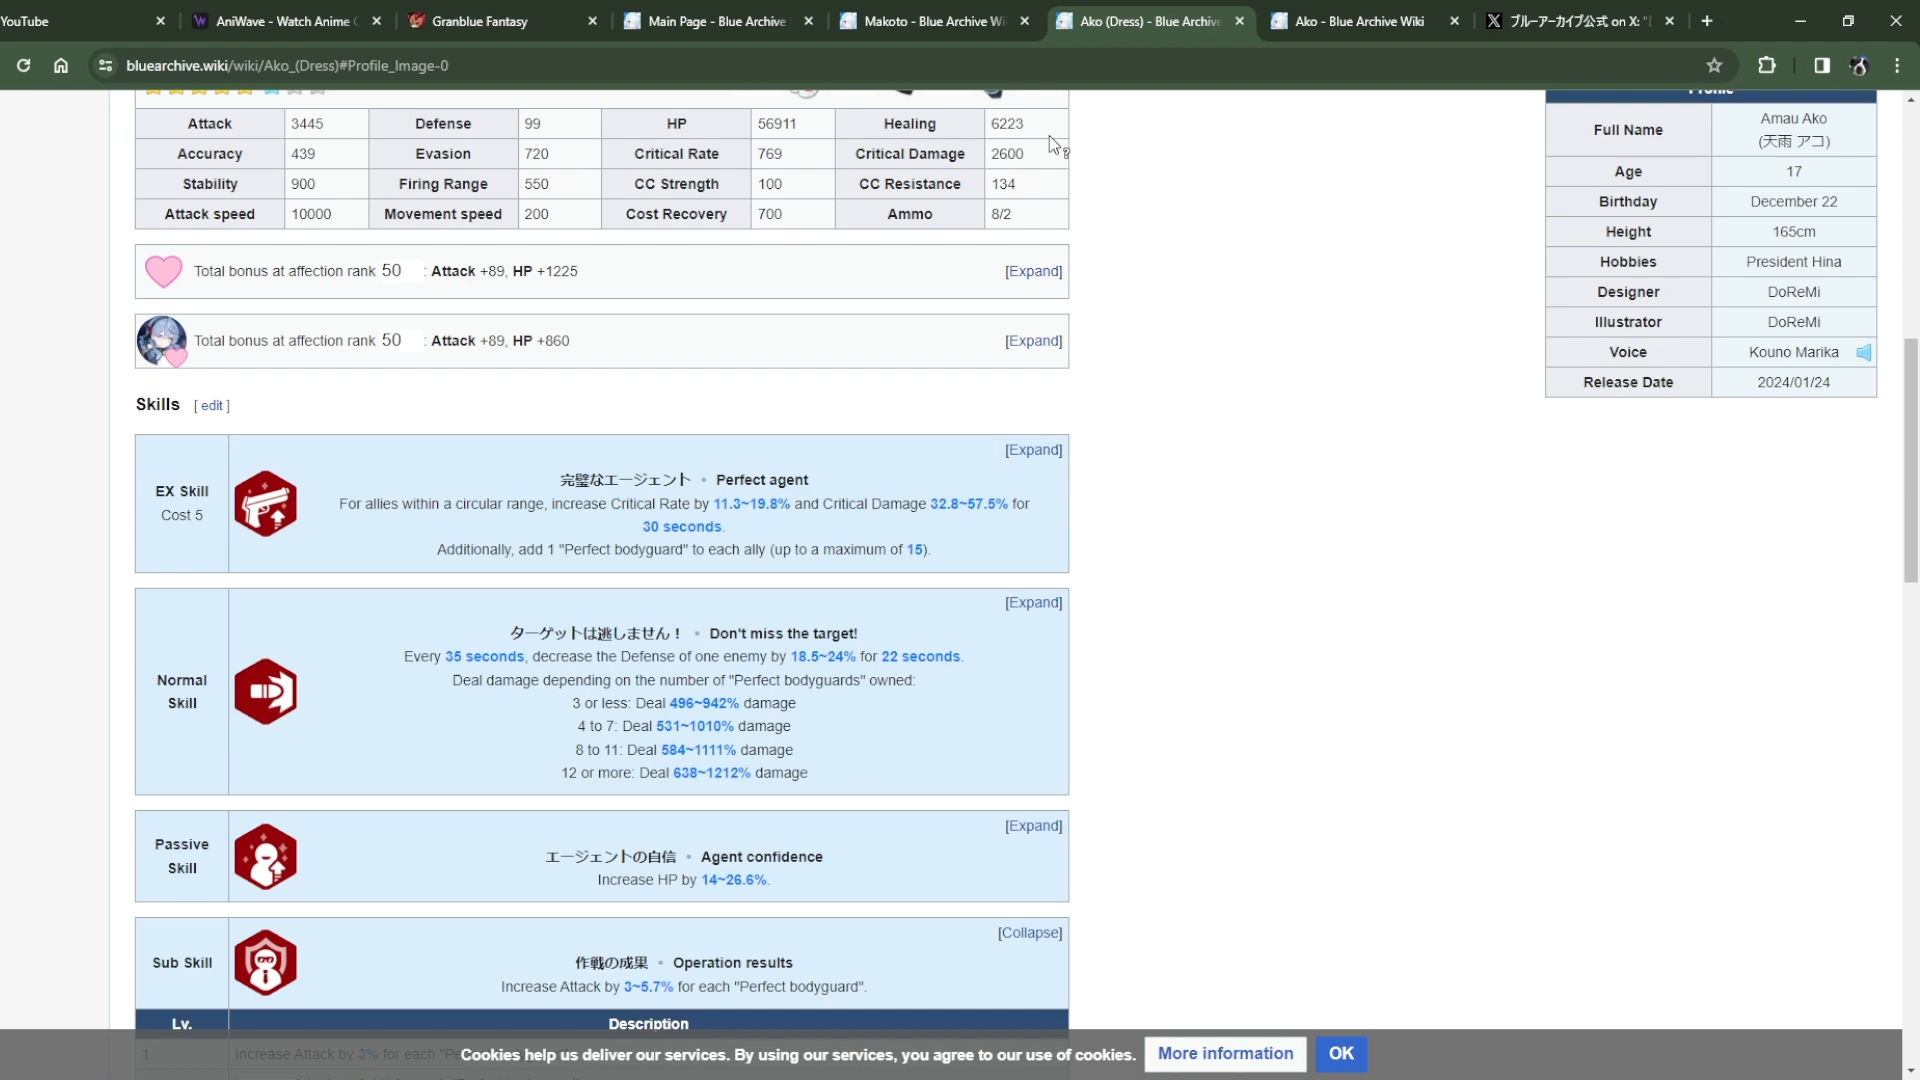 YouTube
AniWave - Watch Anime
Granblue Fantasy
Main Page - Blue Archive
Makoto - Blue Archive Wi
Ako (Dress) - Blue Archive
Ako - Blue Archive Wiki
ブルーアーカイブ公式 on X: "
bluearchive.wiki/wiki/Ako_(Dress)#Profile_Image-0
Attack 3445 Defense 99 HP 56911 Healing 6223
Accuracy 439 Evasion 720 Critical Rate 769 Critical Damage 2600
Stability 900 Firing Range 550 CC Strength 100 CC Resistance 134
Attack speed 10000 Movement speed 200 Cost Recovery 700 Ammo 8/2
Total bonus at affection rank 50 : Attack +89, HP +1225 [Expand]
Total bonus at affection rank 50 : Attack +89, HP +860 [Expand]
Skills [ edit ]
[Expand]
EX Skill
Cost 5
完璧なエージェント • Perfect agent
For allies within a circular range, increase Critical Rate by 11.3~19.8% and Critical Damage 32.8~57.5% for
30 seconds.
Additionally, add 1 "Perfect bodyguard" to each ally (up to a maximum of 15).
[Expand]
Normal
Skill
ターゲットは逃しません！ • Don't miss the target!
Every 35 seconds, decrease the Defense of one enemy by 18.5~24% for 22 seconds.
Deal damage depending on the number of "Perfect bodyguards" owned:
3 or less: Deal 496~942% damage
4 to 7: Deal 531~1010% damage
8 to 11: Deal 584~1111% damage
12 or more: Deal 638~1212% damage
[Expand]
Passive
Skill
エージェントの自信 • Agent confidence
Increase HP by 14~26.6%.
[Collapse]
Sub Skill
作戦の成果 • Operation results
Increase Attack by 3~5.7% for each "Perfect bodyguard".
Lv. Description
1 Increase Attack by 3% for each "Pe
Profile
Full Name Amau Ako
(天雨 アコ)
Age 17
Birthday December 22
Height 165cm
Hobbies President Hina
Designer DoReMi
Illustrator DoReMi
Voice Kouno Marika
Release Date 2024/01/24
Cookies help us deliver our services. By using our services, you agree to our use of cookies. More information OK